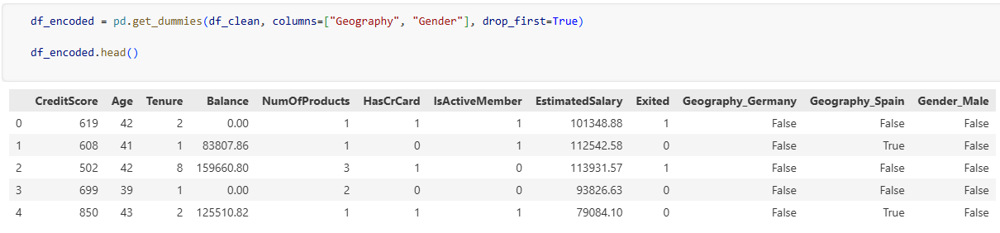 df_encoded = pd.get_dummies(df_clean, columns=["Geography", "Gender"], drop_first=True)
df_encoded.head()
CreditScore Age Tenure Balance NumOfProducts HasCrCard IsActiveMember EstimatedSalary Exited Geography_Germany Geography_Spain Gender_Male
0 619 42 2 0.00 1 1 1 101348.88 1 False False False
1 608 41 1 83807.86 1 0 1 112542.58 0 False True False
2 502 42 8 159660.80 3 1 0 113931.57 1 False False False
3 699 39 1 0.00 2 0 0 93826.63 0 False False False
4 850 43 2 125510.82 1 1 1 79084.10 0 False True False